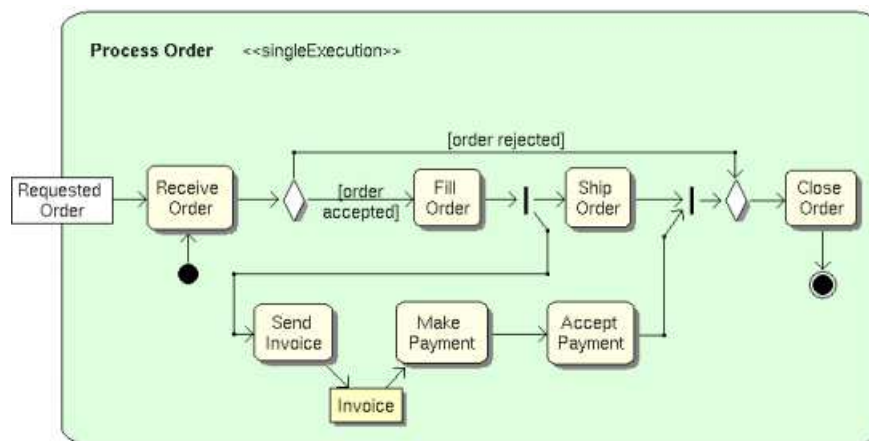 Process Order <<singleExecution>>
[order rejected]
Requested
Order
Receive
Order
[order
accepted]
Fill
Order
Ship
Order
Close
Order
Send
Invoice
Make
Payment
Accept
Payment
Invoice